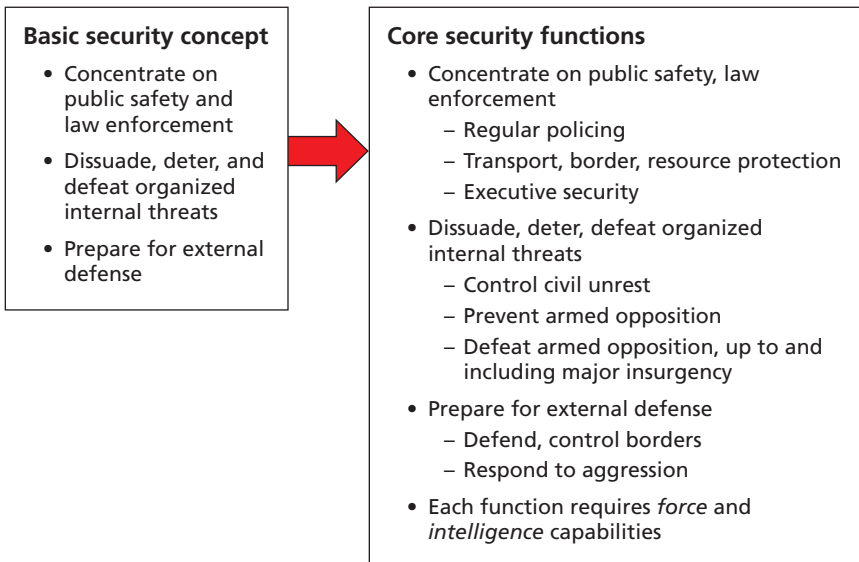 Basic security concept
• Concentrate on
public safety and
law enforcement
• Dissuade, deter, and
defeat organized
internal threats
• Prepare for external
defense
Core security functions
• Concentrate on public safety, law
enforcement
– Regular policing
– Transport, border, resource protection
– Executive security
• Dissuade, deter, defeat organized
internal threats
– Control civil unrest
– Prevent armed opposition
– Defeat armed opposition, up to and
including major insurgency
• Prepare for external defense
– Defend, control borders
– Respond to aggression
• Each function requires force and
intelligence capabilities